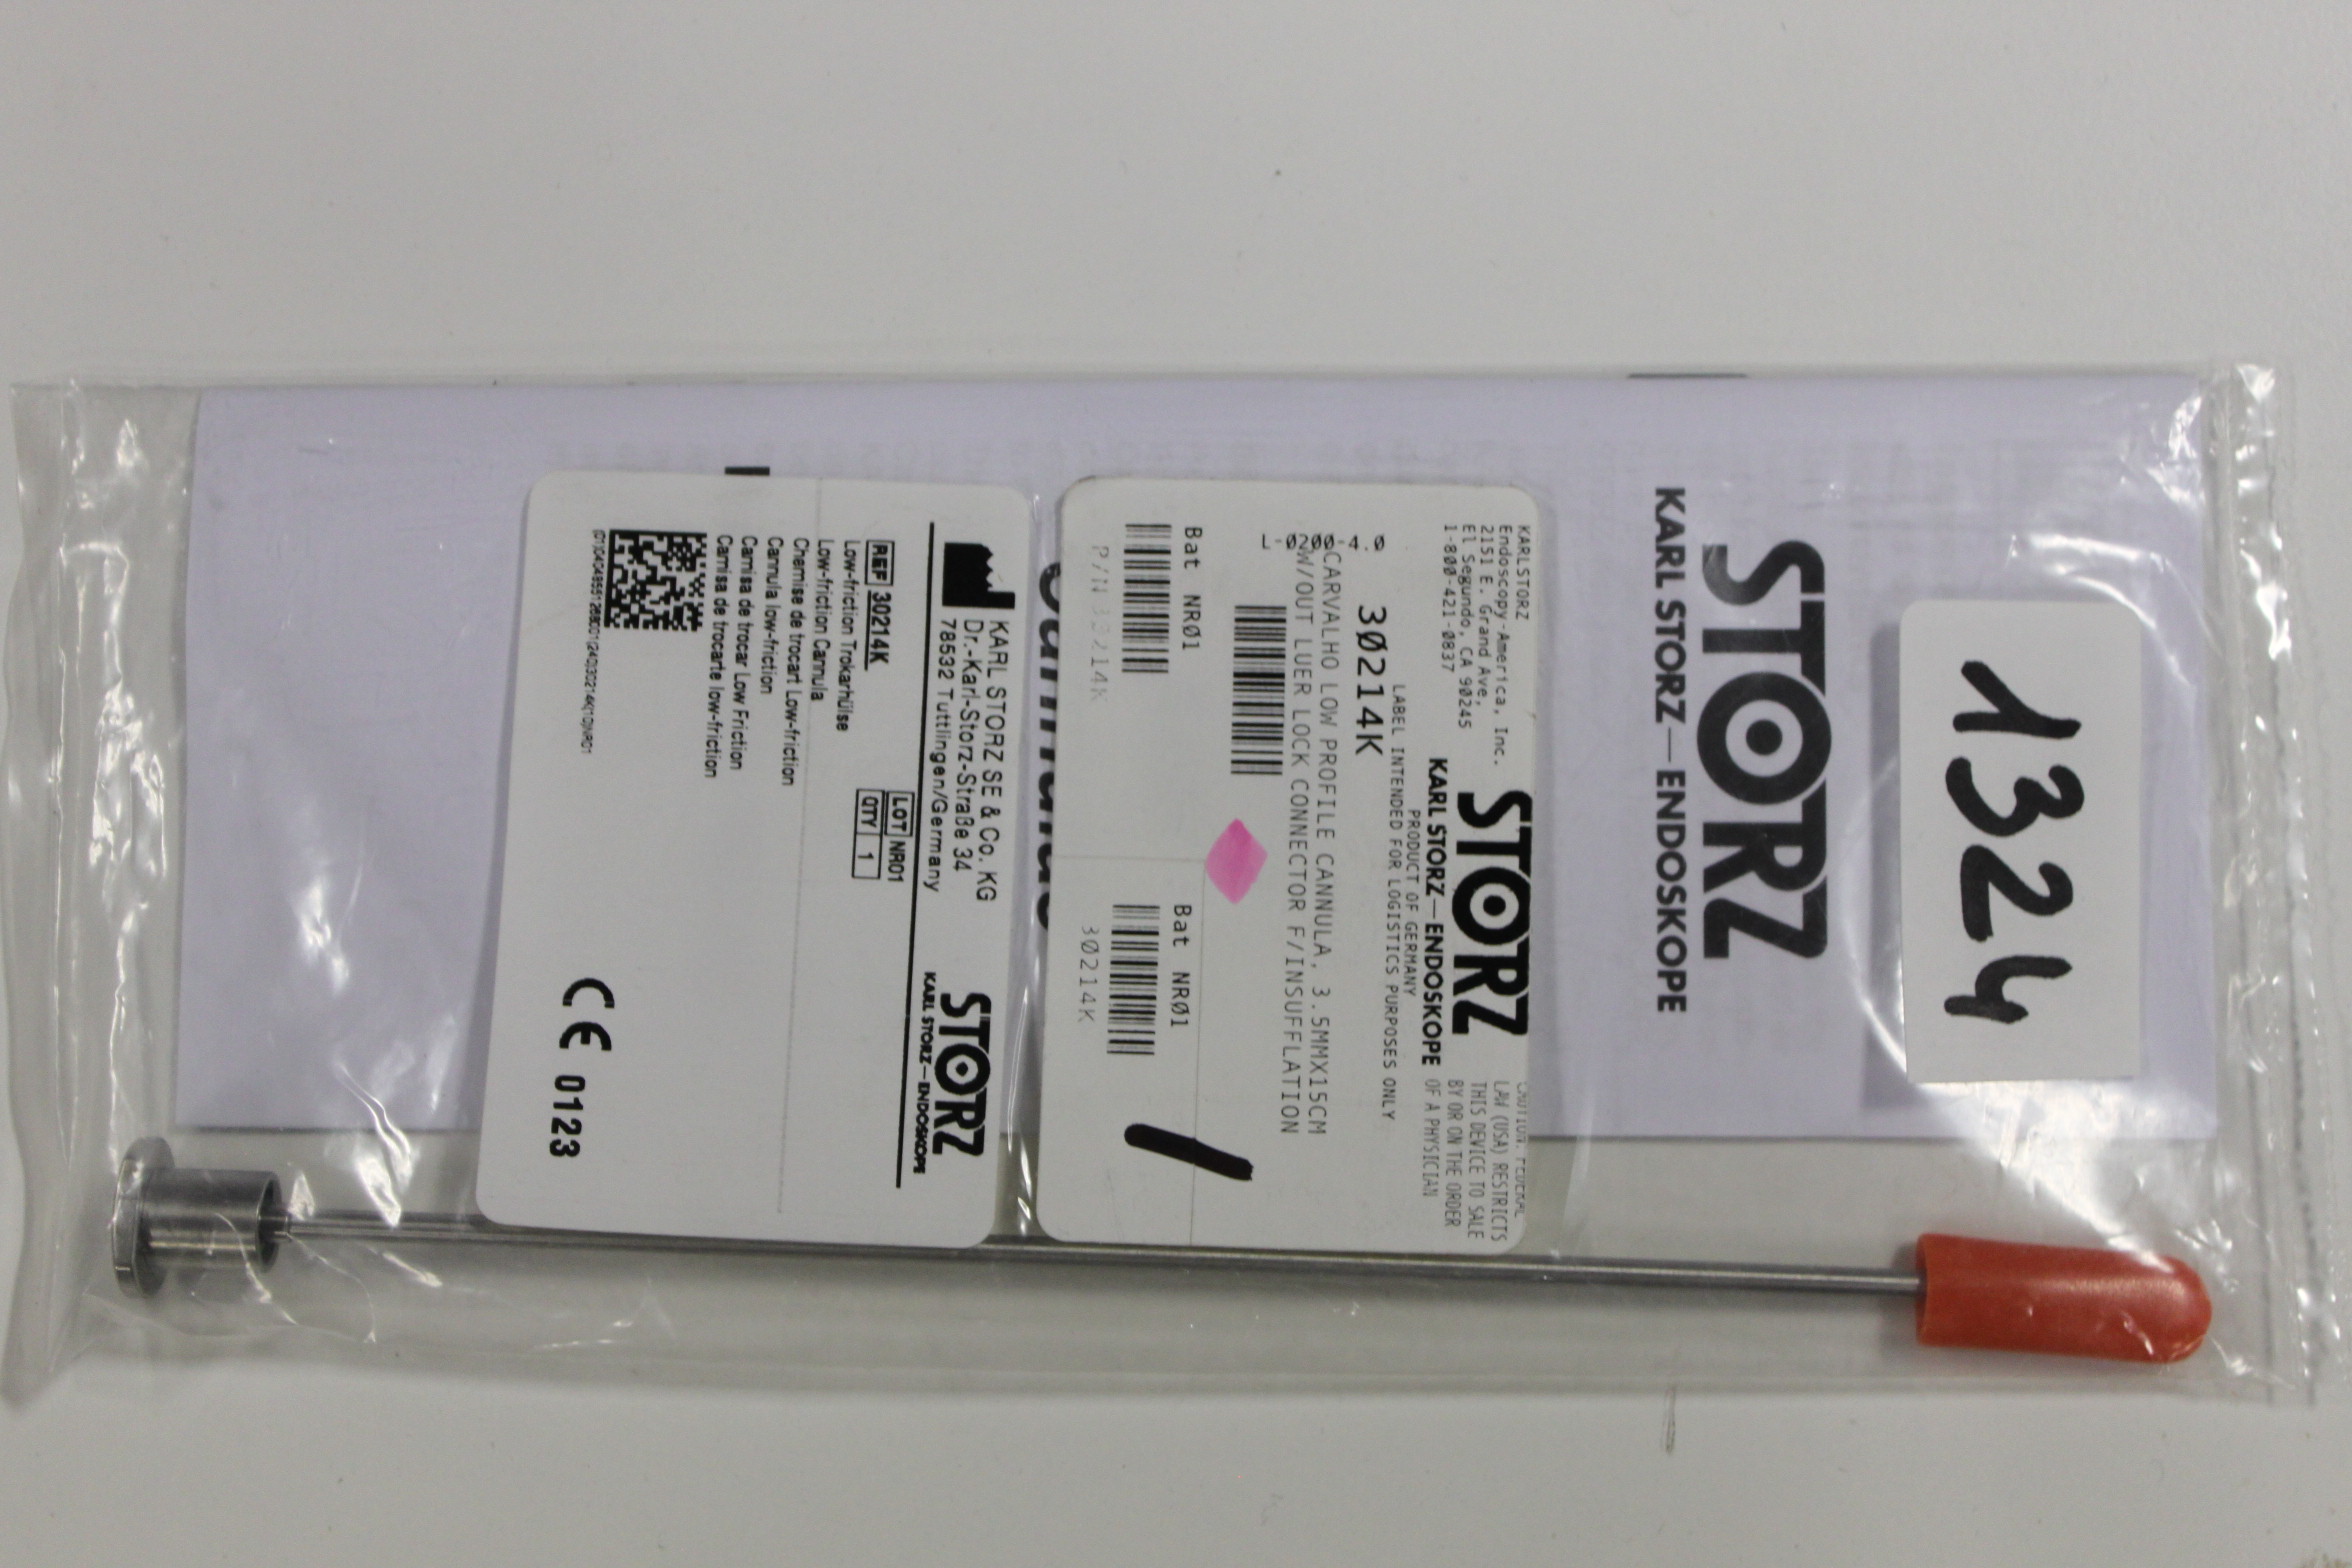 1324
STORZ
KARL STORZ — ENDOSKOPE
KARLSTORZ
Endoscopy-America, Inc.
2151 E. Grand Ave,
El Segundo, CA 90245
1-800-421-0837
STORZ
KARL STORZ — ENDOSKOPE
PRODUCT OF GERMANY
LABEL INTENDED FOR LOGISTICS PURPOSES ONLY
CAUTION: FEDERAL
LAW (USA) RESTRICTS
THIS DEVICE TO SALE
BY OR ON THE ORDER
OF A PHYSICIAN
30214K
CARVALHO LOW PROFILE CANNULA, 3.5MMX15CM
W/OUT LUER LOCK CONNECTOR F/INSUFFLATION
L-0200-4.0
Bat NR01
P/N 30214K
Bat NR01
30214K
KARL STORZ SE & Co. KG
Dr.-Karl-Storz-Straße 34
78532 Tuttlingen/Germany
STORZ
KARL STORZ — ENDOSKOPE
REF 30214K
LOT NR01
QTY 1
Low-friction Trokarhülse
Low-friction Cannula
Chemise de trocart Low-friction
Cannula low-friction
Camisa de trocar Low Friction
Camisa de trocarte low-friction
CE 0123